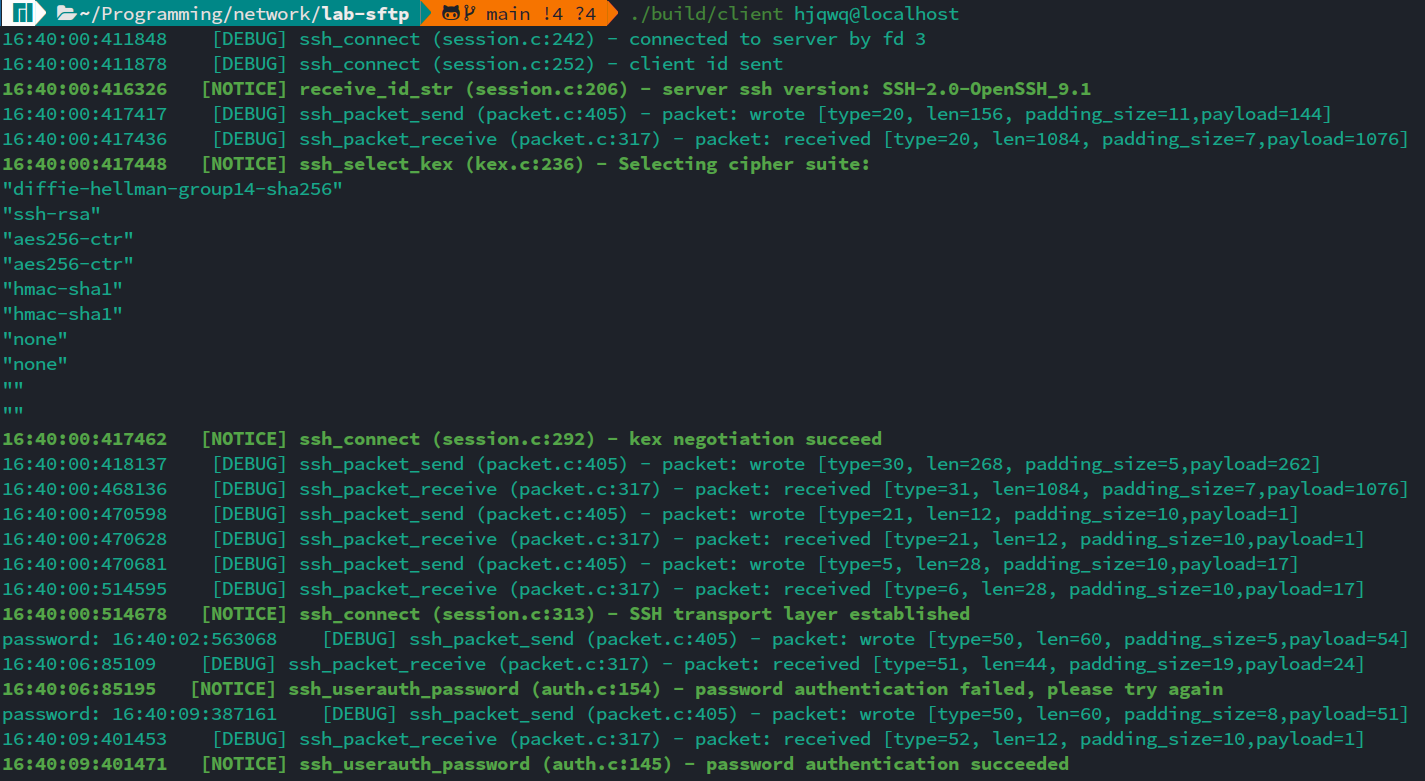 ~/Programming/network/lab-sftp main !4 ?4 ./build/client hjqwq@localhost
16:40:00:411848 [DEBUG] ssh_connect (session.c:242) - connected to server by fd 3
16:40:00:411878 [DEBUG] ssh_connect (session.c:252) - client id sent
16:40:00:416326 [NOTICE] receive_id_str (session.c:206) - server ssh version: SSH-2.0-OpenSSH_9.1
16:40:00:417417 [DEBUG] ssh_packet_send (packet.c:405) - packet: wrote [type=20, len=156, padding_size=11,payload=144]
16:40:00:417436 [DEBUG] ssh_packet_receive (packet.c:317) - packet: received [type=20, len=1084, padding_size=7,payload=1076]
16:40:00:417448 [NOTICE] ssh_select_kex (kex.c:236) - Selecting cipher suite:
"diffie-hellman-group14-sha256"
"ssh-rsa"
"aes256-ctr"
"aes256-ctr"
"hmac-sha1"
"hmac-sha1"
"none"
"none"
""
""
16:40:00:417462 [NOTICE] ssh_connect (session.c:292) - kex negotiation succeed
16:40:00:418137 [DEBUG] ssh_packet_send (packet.c:405) - packet: wrote [type=30, len=268, padding_size=5,payload=262]
16:40:00:468136 [DEBUG] ssh_packet_receive (packet.c:317) - packet: received [type=31, len=1084, padding_size=7,payload=1076]
16:40:00:470598 [DEBUG] ssh_packet_send (packet.c:405) - packet: wrote [type=21, len=12, padding_size=10,payload=1]
16:40:00:470628 [DEBUG] ssh_packet_receive (packet.c:317) - packet: received [type=21, len=12, padding_size=10,payload=1]
16:40:00:470681 [DEBUG] ssh_packet_send (packet.c:405) - packet: wrote [type=5, len=28, padding_size=10,payload=17]
16:40:00:514595 [DEBUG] ssh_packet_receive (packet.c:317) - packet: received [type=6, len=28, padding_size=10,payload=17]
16:40:00:514678 [NOTICE] ssh_connect (session.c:313) - SSH transport layer established
password: 16:40:02:563068 [DEBUG] ssh_packet_send (packet.c:405) - packet: wrote [type=50, len=60, padding_size=5,payload=54]
16:40:06:85109 [DEBUG] ssh_packet_receive (packet.c:317) - packet: received [type=51, len=44, padding_size=19,payload=24]
16:40:06:85195 [NOTICE] ssh_userauth_password (auth.c:154) - password authentication failed, please try again
password: 16:40:09:387161 [DEBUG] ssh_packet_send (packet.c:405) - packet: wrote [type=50, len=60, padding_size=8,payload=51]
16:40:09:401453 [DEBUG] ssh_packet_receive (packet.c:317) - packet: received [type=52, len=12, padding_size=10,payload=1]
16:40:09:401471 [NOTICE] ssh_userauth_password (auth.c:145) - password authentication succeeded